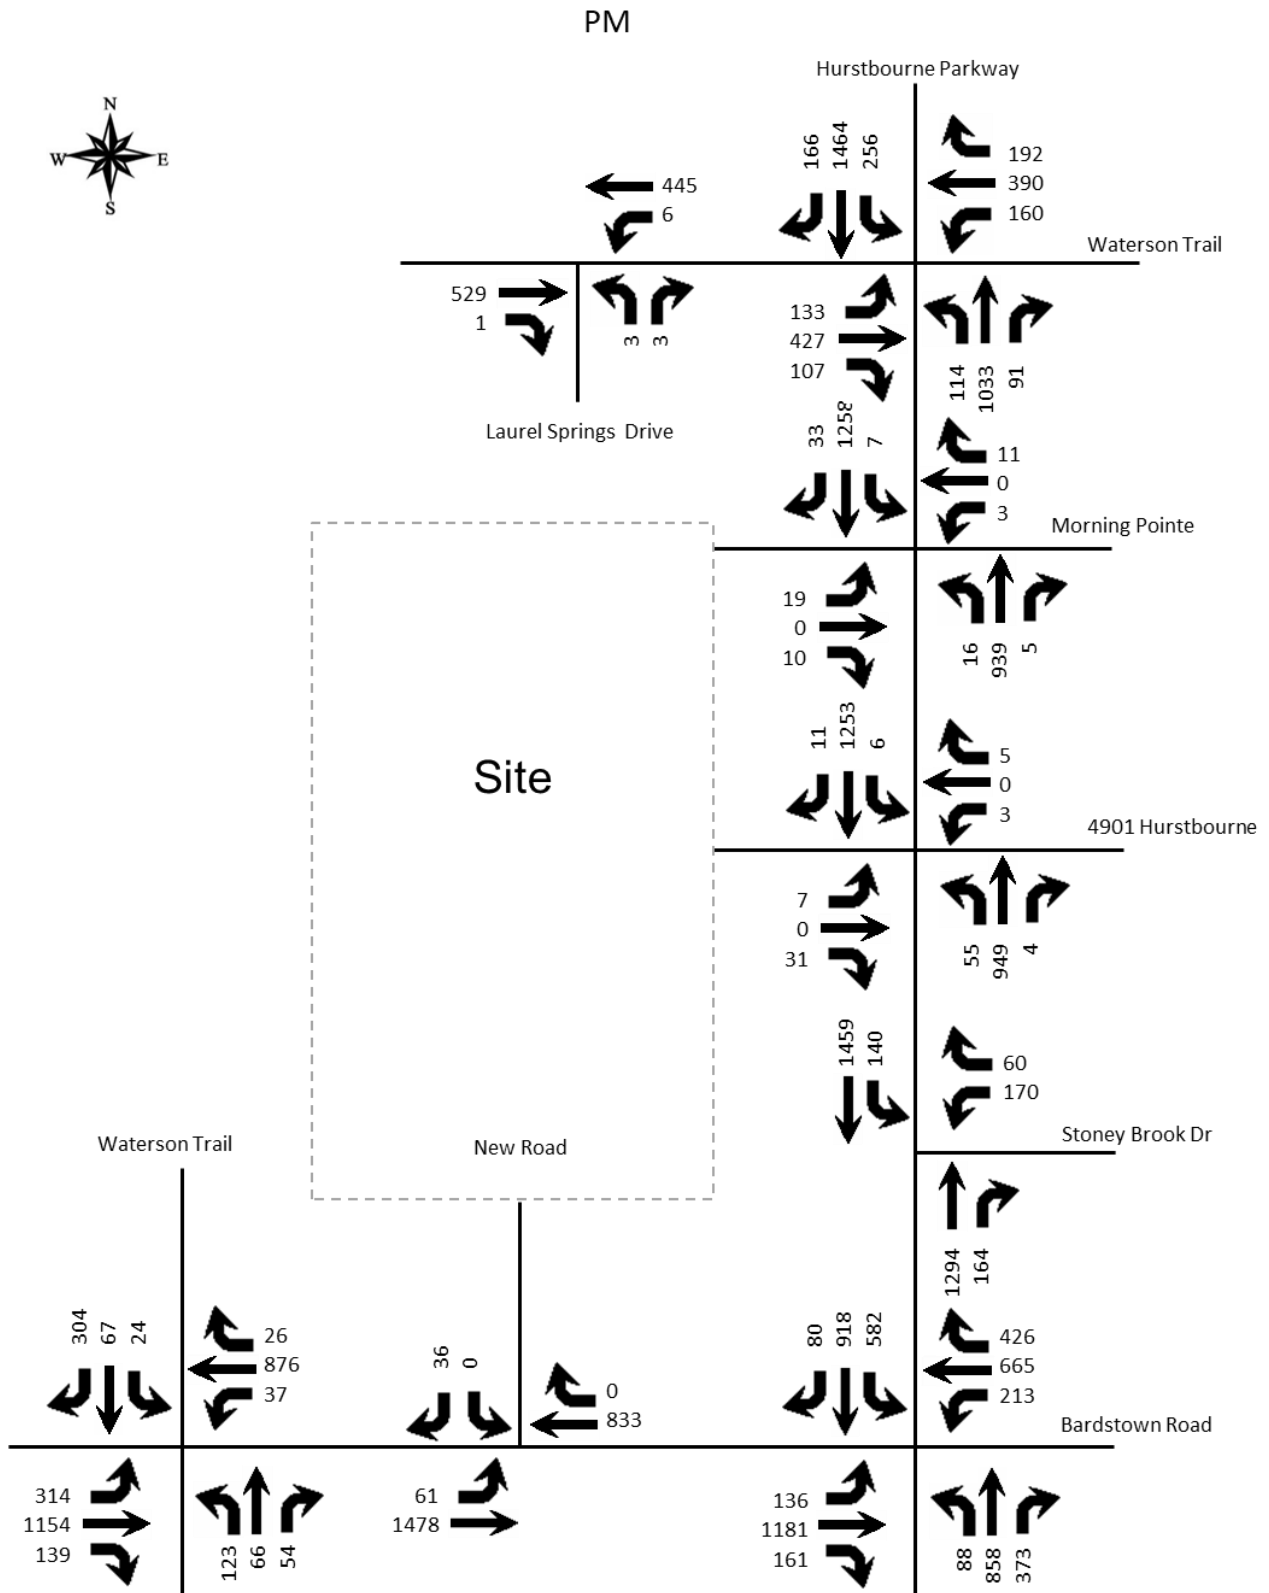 PM
Hurstbourne Parkway
N
W E
S
166 1464 256
192
390
160
445
6
Waterson Trail
529
1
3 3
133
427
107
114 1033 91
Laurel Springs Drive
33 1258 7
11
0
3
Morning Pointe
19
0
10
16 939 5
Site
11 1253 6
5
0
3
4901 Hurstbourne
7
0
31
55 949 4
1459 140
60
170
Stoney Brook Dr
1294 164
Waterson Trail
New Road
304 67 24
26
876
37
36 0
0
833
80 918 582
426
665
213
Bardstown Road
314
1154
139
123 66 54
61
1478
136
1181
161
88 858 373